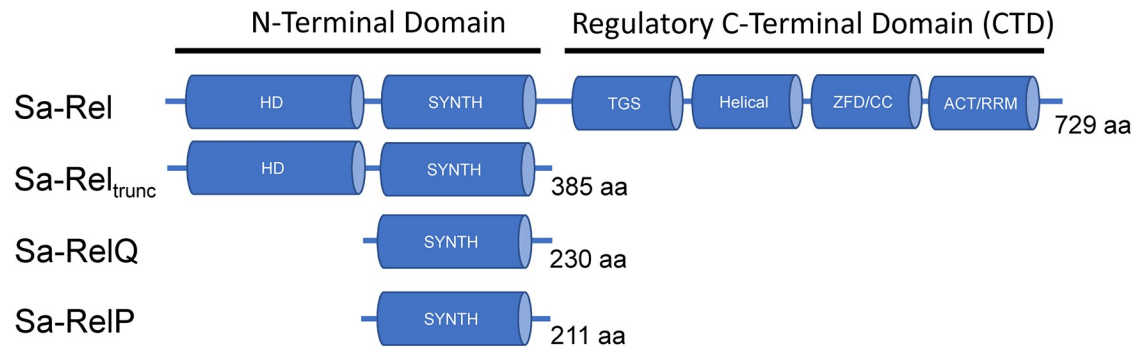 N-Terminal Domain Regulatory C-Terminal Domain (CTD)
Sa-Rel HD SYNTH TGS Helical ZFD/CC ACT/RRM 729 aa
Sa-Reltrunc HD SYNTH 385 aa
Sa-RelQ SYNTH 230 aa
Sa-RelP SYNTH 211 aa